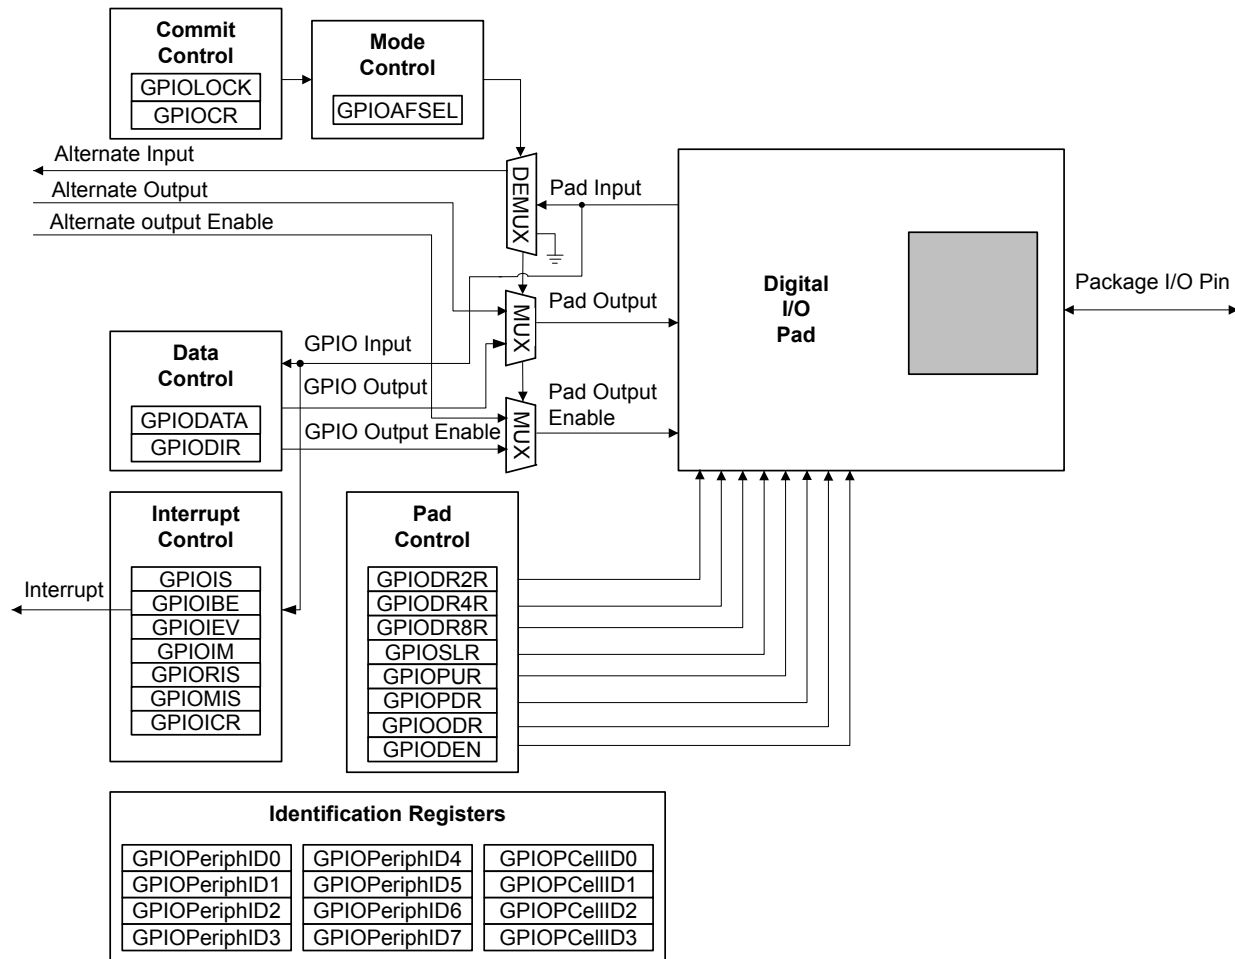 Commit
Control
GPIOLOCK
GPIOCR
Mode
Control
GPIOAFSEL
Alternate Input
Alternate Output
Alternate output Enable
DEMUX
Pad Input
MUX
Pad Output
MUX
Pad Output
Enable
Digital
I/O
Pad
Package I/O Pin
Data
Control
GPIODATA
GPIODIR
GPIO Input
GPIO Output
GPIO Output Enable
Interrupt
Control
GPIOIS
GPIOIBE
GPIOIEV
GPIOIM
GPIORIS
GPIOMIS
GPIOICR
Interrupt
Pad
Control
GPIODR2R
GPIODR4R
GPIODR8R
GPIOSLR
GPIOPUR
GPIOPDR
GPIOODR
GPIODEN
Identification Registers
GPIOPeriphID0
GPIOPeriphID1
GPIOPeriphID2
GPIOPeriphID3
GPIOPeriphID4
GPIOPeriphID5
GPIOPeriphID6
GPIOPeriphID7
GPIOPCellID0
GPIOPCellID1
GPIOPCellID2
GPIOPCellID3